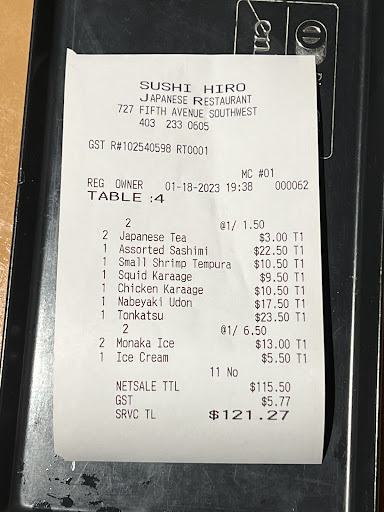 SUSHI HIRO
JAPANESE RESTAURANT
727 FIFTH AVENUE SOUTHWEST
403 233 0605
GST R#102540598 RT0001
MC #01
REG OWNER 01-18-2023 19:38 000062
TABLE :4
2 @1/ 1.50
2 Japanese Tea $3.00 T1
1 Assorted Sashimi $22.50 T1
1 Small Shrimp Tempura $10.50 T1
1 Squid Karaage $9.50 T1
1 Chicken Karaage $10.50 T1
1 Nabeyaki Udon $17.50 T1
1 Tonkatsu $23.50 T1
2 @1/ 6.50
2 Monaka Ice $13.00 T1
1 Ice Cream $5.50 T1
11 No
NETSALE TTL $115.50
GST $5.77
SRVC TL $121.27
en